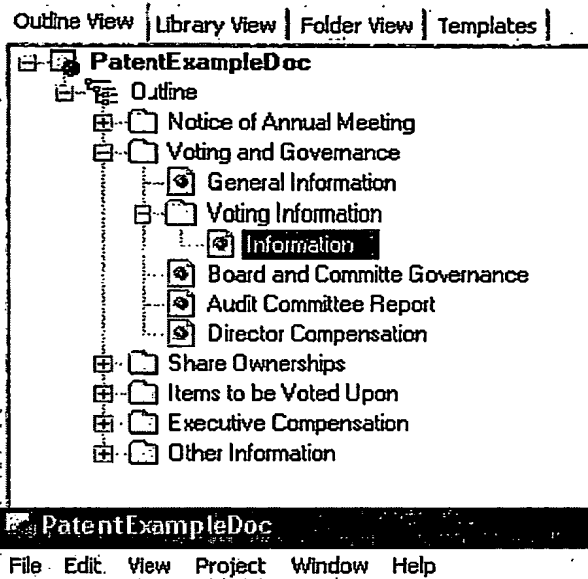 Outline View Library View Folder View Templates
PatentExampleDoc
Outline
Notice of Annual Meeting
Voting and Governance
General Information
Voting Information
Information
Board and Committe Governance
Audit Committee Report
Director Compensation
Share Ownerships
Items to be Voted Upon
Executive Compensation
Other Information
PatentExampleDoc
File Edit View Project Window Help